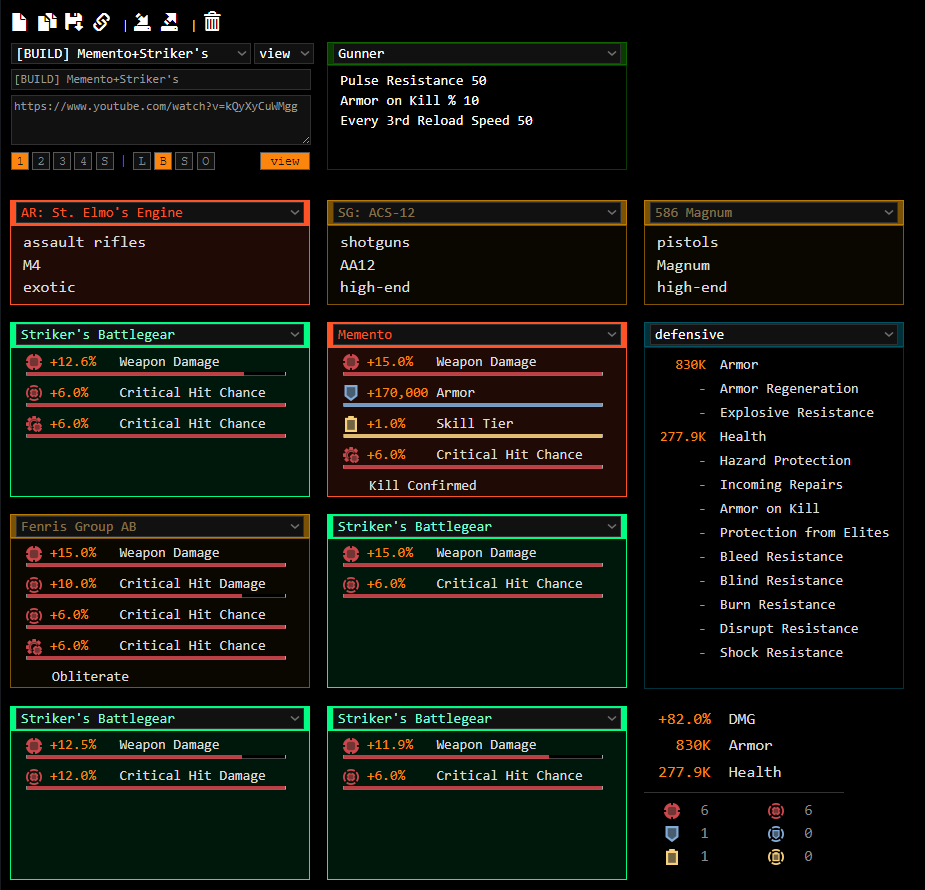 [BUILD] Memento+Striker's
view
[BUILD] Memento+Striker's
https://www.youtube.com/watch?v=kQyXyCuWMgg
1 2 3 4 S | L B S O
view
Gunner
Pulse Resistance 50
Armor on Kill % 10
Every 3rd Reload Speed 50
AR: St. Elmo's Engine
assault rifles
M4
exotic
SG: ACS-12
shotguns
AA12
high-end
586 Magnum
pistols
Magnum
high-end
Striker's Battlegear
+12.6% Weapon Damage
+6.0% Critical Hit Chance
+6.0% Critical Hit Chance
Memento
+15.0% Weapon Damage
+170,000 Armor
+1.0% Skill Tier
+6.0% Critical Hit Chance
Kill Confirmed
defensive
830K Armor
- Armor Regeneration
- Explosive Resistance
277.9K Health
- Hazard Protection
- Incoming Repairs
- Armor on Kill
- Protection from Elites
- Bleed Resistance
- Blind Resistance
- Burn Resistance
- Disrupt Resistance
- Shock Resistance
Fenris Group AB
+15.0% Weapon Damage
+10.0% Critical Hit Damage
+6.0% Critical Hit Chance
+6.0% Critical Hit Chance
Obliterate
Striker's Battlegear
+15.0% Weapon Damage
+6.0% Critical Hit Chance
Striker's Battlegear
+12.5% Weapon Damage
+12.0% Critical Hit Damage
Striker's Battlegear
+11.9% Weapon Damage
+6.0% Critical Hit Chance
+82.0% DMG
830K Armor
277.9K Health
6 6
1 0
1 0